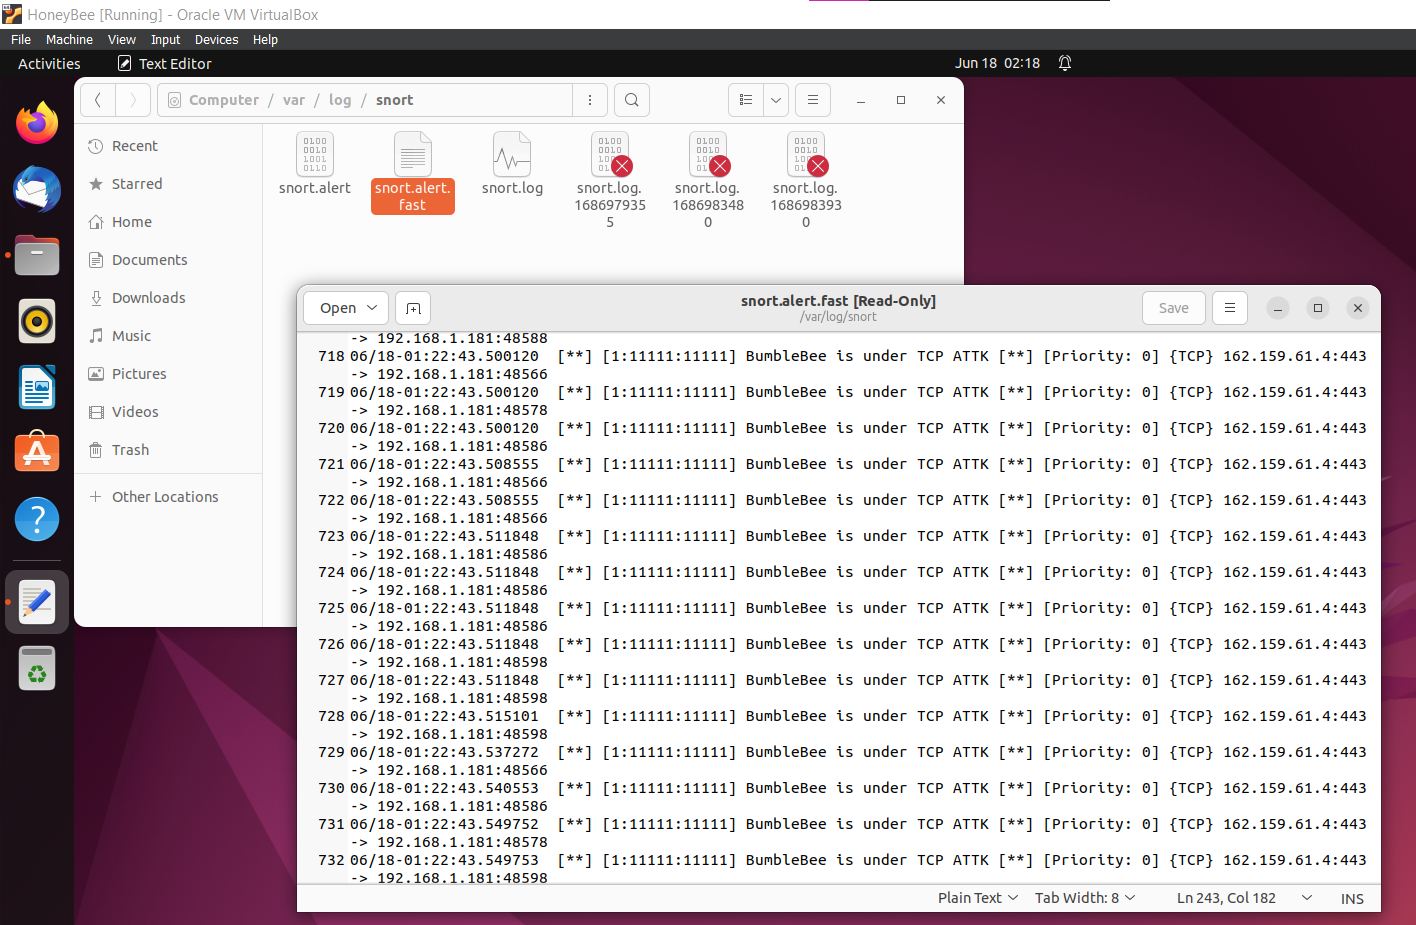 HoneyBee [Running] - Oracle VM VirtualBox
File Machine View Input Devices Help
Activities Text Editor Jun 18 02:18
Computer / var / log / snort
Recent
Starred
Home
Documents
Downloads
Music
Pictures
Videos
Trash
Other Locations
snort.alert
snort.alert.
fast
snort.log
snort.log.
168697935
5
snort.log.
168698348
0
snort.log.
168698393
0
Open
snort.alert.fast [Read-Only]
/var/log/snort
Save
-> 192.168.1.181:48588
718 06/18-01:22:43.500120 [**] [1:11111:11111] BumbleBee is under TCP ATTK [**] [Priority: 0] {TCP} 162.159.61.4:443
-> 192.168.1.181:48566
719 06/18-01:22:43.500120 [**] [1:11111:11111] BumbleBee is under TCP ATTK [**] [Priority: 0] {TCP} 162.159.61.4:443
-> 192.168.1.181:48578
720 06/18-01:22:43.500120 [**] [1:11111:11111] BumbleBee is under TCP ATTK [**] [Priority: 0] {TCP} 162.159.61.4:443
-> 192.168.1.181:48586
721 06/18-01:22:43.508555 [**] [1:11111:11111] BumbleBee is under TCP ATTK [**] [Priority: 0] {TCP} 162.159.61.4:443
-> 192.168.1.181:48566
722 06/18-01:22:43.508555 [**] [1:11111:11111] BumbleBee is under TCP ATTK [**] [Priority: 0] {TCP} 162.159.61.4:443
-> 192.168.1.181:48566
723 06/18-01:22:43.511848 [**] [1:11111:11111] BumbleBee is under TCP ATTK [**] [Priority: 0] {TCP} 162.159.61.4:443
-> 192.168.1.181:48586
724 06/18-01:22:43.511848 [**] [1:11111:11111] BumbleBee is under TCP ATTK [**] [Priority: 0] {TCP} 162.159.61.4:443
-> 192.168.1.181:48586
725 06/18-01:22:43.511848 [**] [1:11111:11111] BumbleBee is under TCP ATTK [**] [Priority: 0] {TCP} 162.159.61.4:443
-> 192.168.1.181:48586
726 06/18-01:22:43.511848 [**] [1:11111:11111] BumbleBee is under TCP ATTK [**] [Priority: 0] {TCP} 162.159.61.4:443
-> 192.168.1.181:48598
727 06/18-01:22:43.511848 [**] [1:11111:11111] BumbleBee is under TCP ATTK [**] [Priority: 0] {TCP} 162.159.61.4:443
-> 192.168.1.181:48598
728 06/18-01:22:43.515101 [**] [1:11111:11111] BumbleBee is under TCP ATTK [**] [Priority: 0] {TCP} 162.159.61.4:443
-> 192.168.1.181:48598
729 06/18-01:22:43.537272 [**] [1:11111:11111] BumbleBee is under TCP ATTK [**] [Priority: 0] {TCP} 162.159.61.4:443
-> 192.168.1.181:48566
730 06/18-01:22:43.540553 [**] [1:11111:11111] BumbleBee is under TCP ATTK [**] [Priority: 0] {TCP} 162.159.61.4:443
-> 192.168.1.181:48586
731 06/18-01:22:43.549752 [**] [1:11111:11111] BumbleBee is under TCP ATTK [**] [Priority: 0] {TCP} 162.159.61.4:443
-> 192.168.1.181:48578
732 06/18-01:22:43.549753 [**] [1:11111:11111] BumbleBee is under TCP ATTK [**] [Priority: 0] {TCP} 162.159.61.4:443
-> 192.168.1.181:48598
Plain Text Tab Width: 8 Ln 243, Col 182 INS